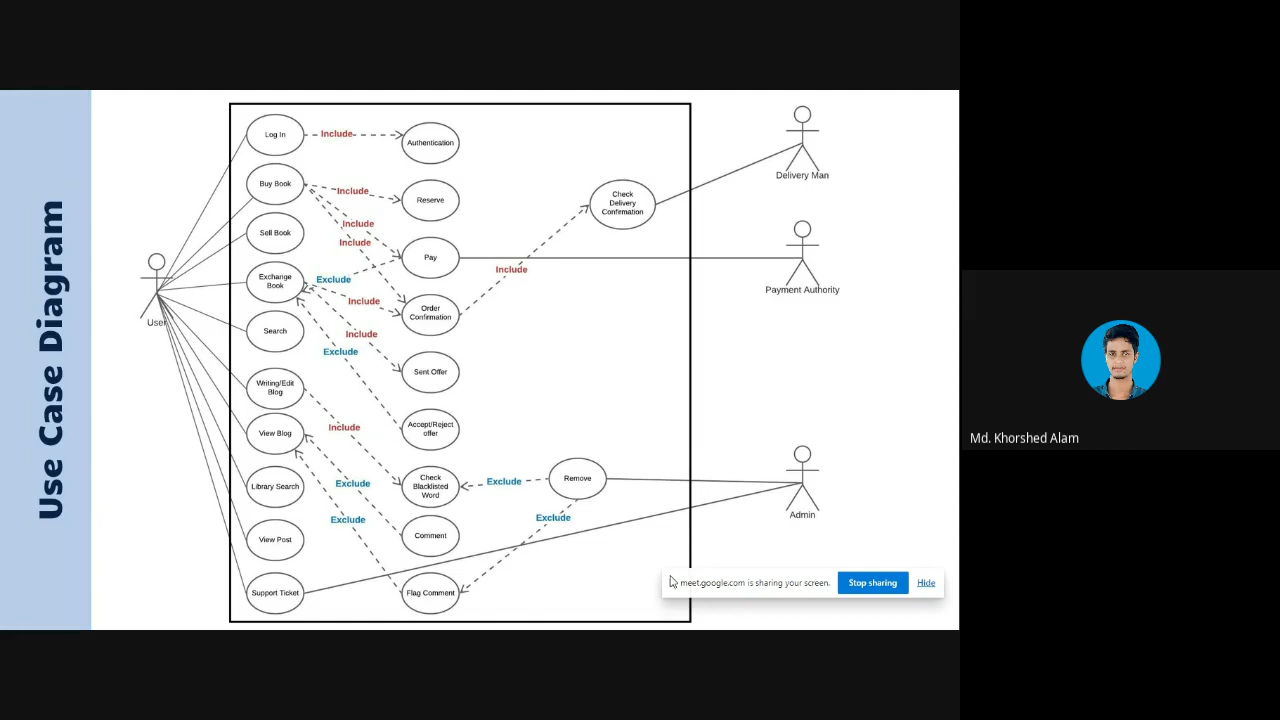 Use Case Diagram
Log In
Include
Authentication
Buy Book
Include
Reserve
Include
Include
Sell Book
Pay
Exchange
Book
Exclude
Include
Order
Confirmation
Include
Check
Delivery
Confirmation
Search
Include
Exclude
Sent Offer
Writing/Edit
Blog
Accept/Reject
offer
View Blog
Include
Library Search
Exclude
Check
Blacklisted
Word
Exclude
Remove
Exclude
Exclude
View Post
Comment
Support Ticket
Flag Comment
User
Delivery Man
Payment Authority
Admin
meet.google.com is sharing your screen.
Stop sharing
Hide
Md. Khorshed Alam